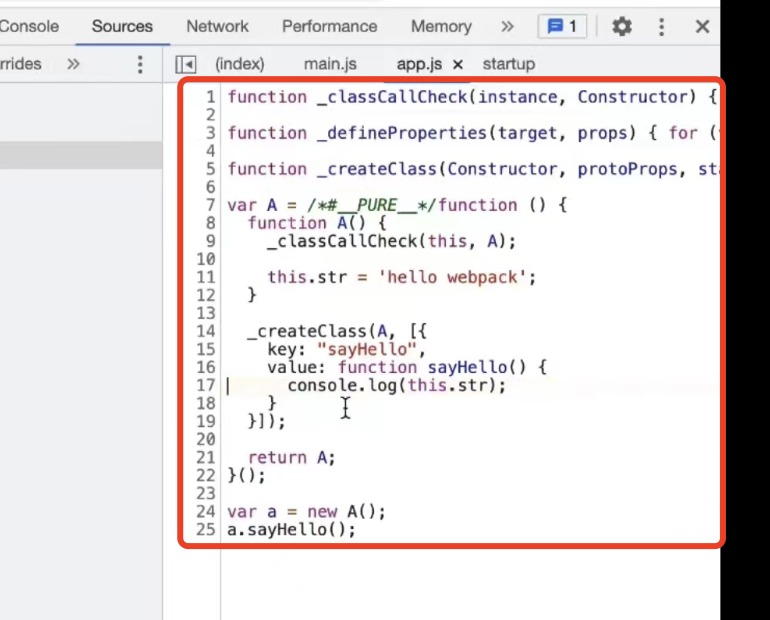 Console Sources Network Performance Memory » 1
rrides » (index) main.js app.js × startup
1 function _classCallCheck(instance, Constructor) {
2
3 function _defineProperties(target, props) { for (
4
5 function _createClass(Constructor, protoProps, st
6
7 var A = /*#__PURE__*/function () {
8 function A() {
9 _classCallCheck(this, A);
10
11 this.str = 'hello webpack';
12 }
13
14 _createClass(A, [{
15 key: "sayHello",
16 value: function sayHello() {
17 console.log(this.str);
18 }
19 }]);
20
21 return A;
22 }();
23
24 var a = new A();
25 a.sayHello();